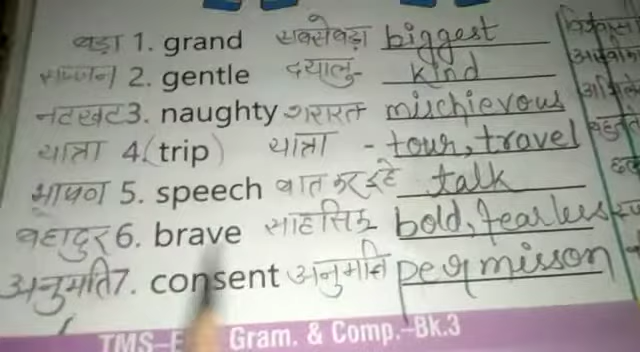 बड़ा 1. grand सबसे बड़ा biggest
सज्जन 2. gentle दयालु- kind
नटखट 3. naughty शरारत mischievous
यात्रा 4. (trip) यात्रा - tour, travel
भाषण 5. speech बात कर रहे talk
बहादुर 6. brave साहसिक bold, fearless
अनुमति 7. consent अनुमति permisson
TMS-E Gram. & Comp.-Bk.3